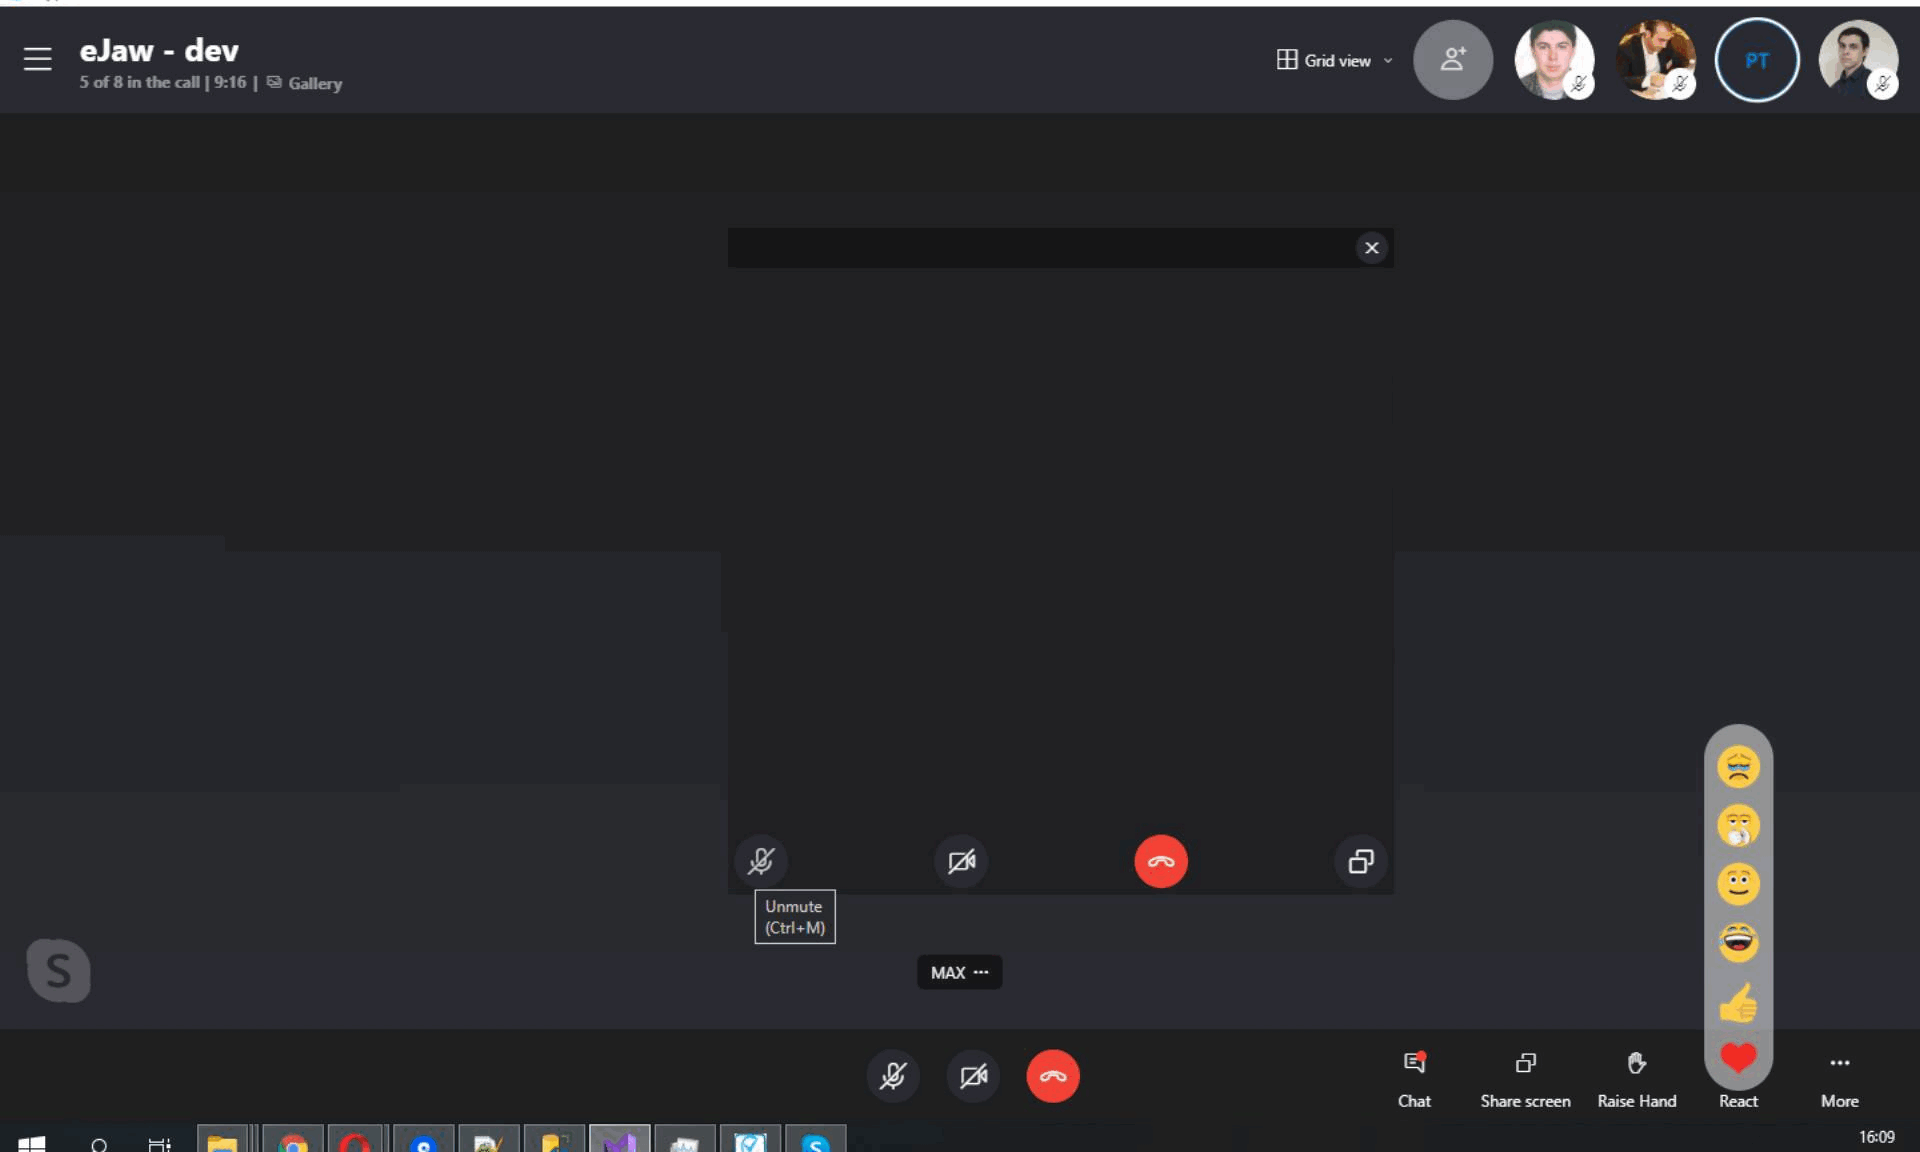 eJaw - dev
5 of 8 in the call | 9:16 | Gallery
Grid view
PT
Unmute
(Ctrl+M)
MAX ···
S
Chat
Share screen
Raise Hand
React
More
S
16:09